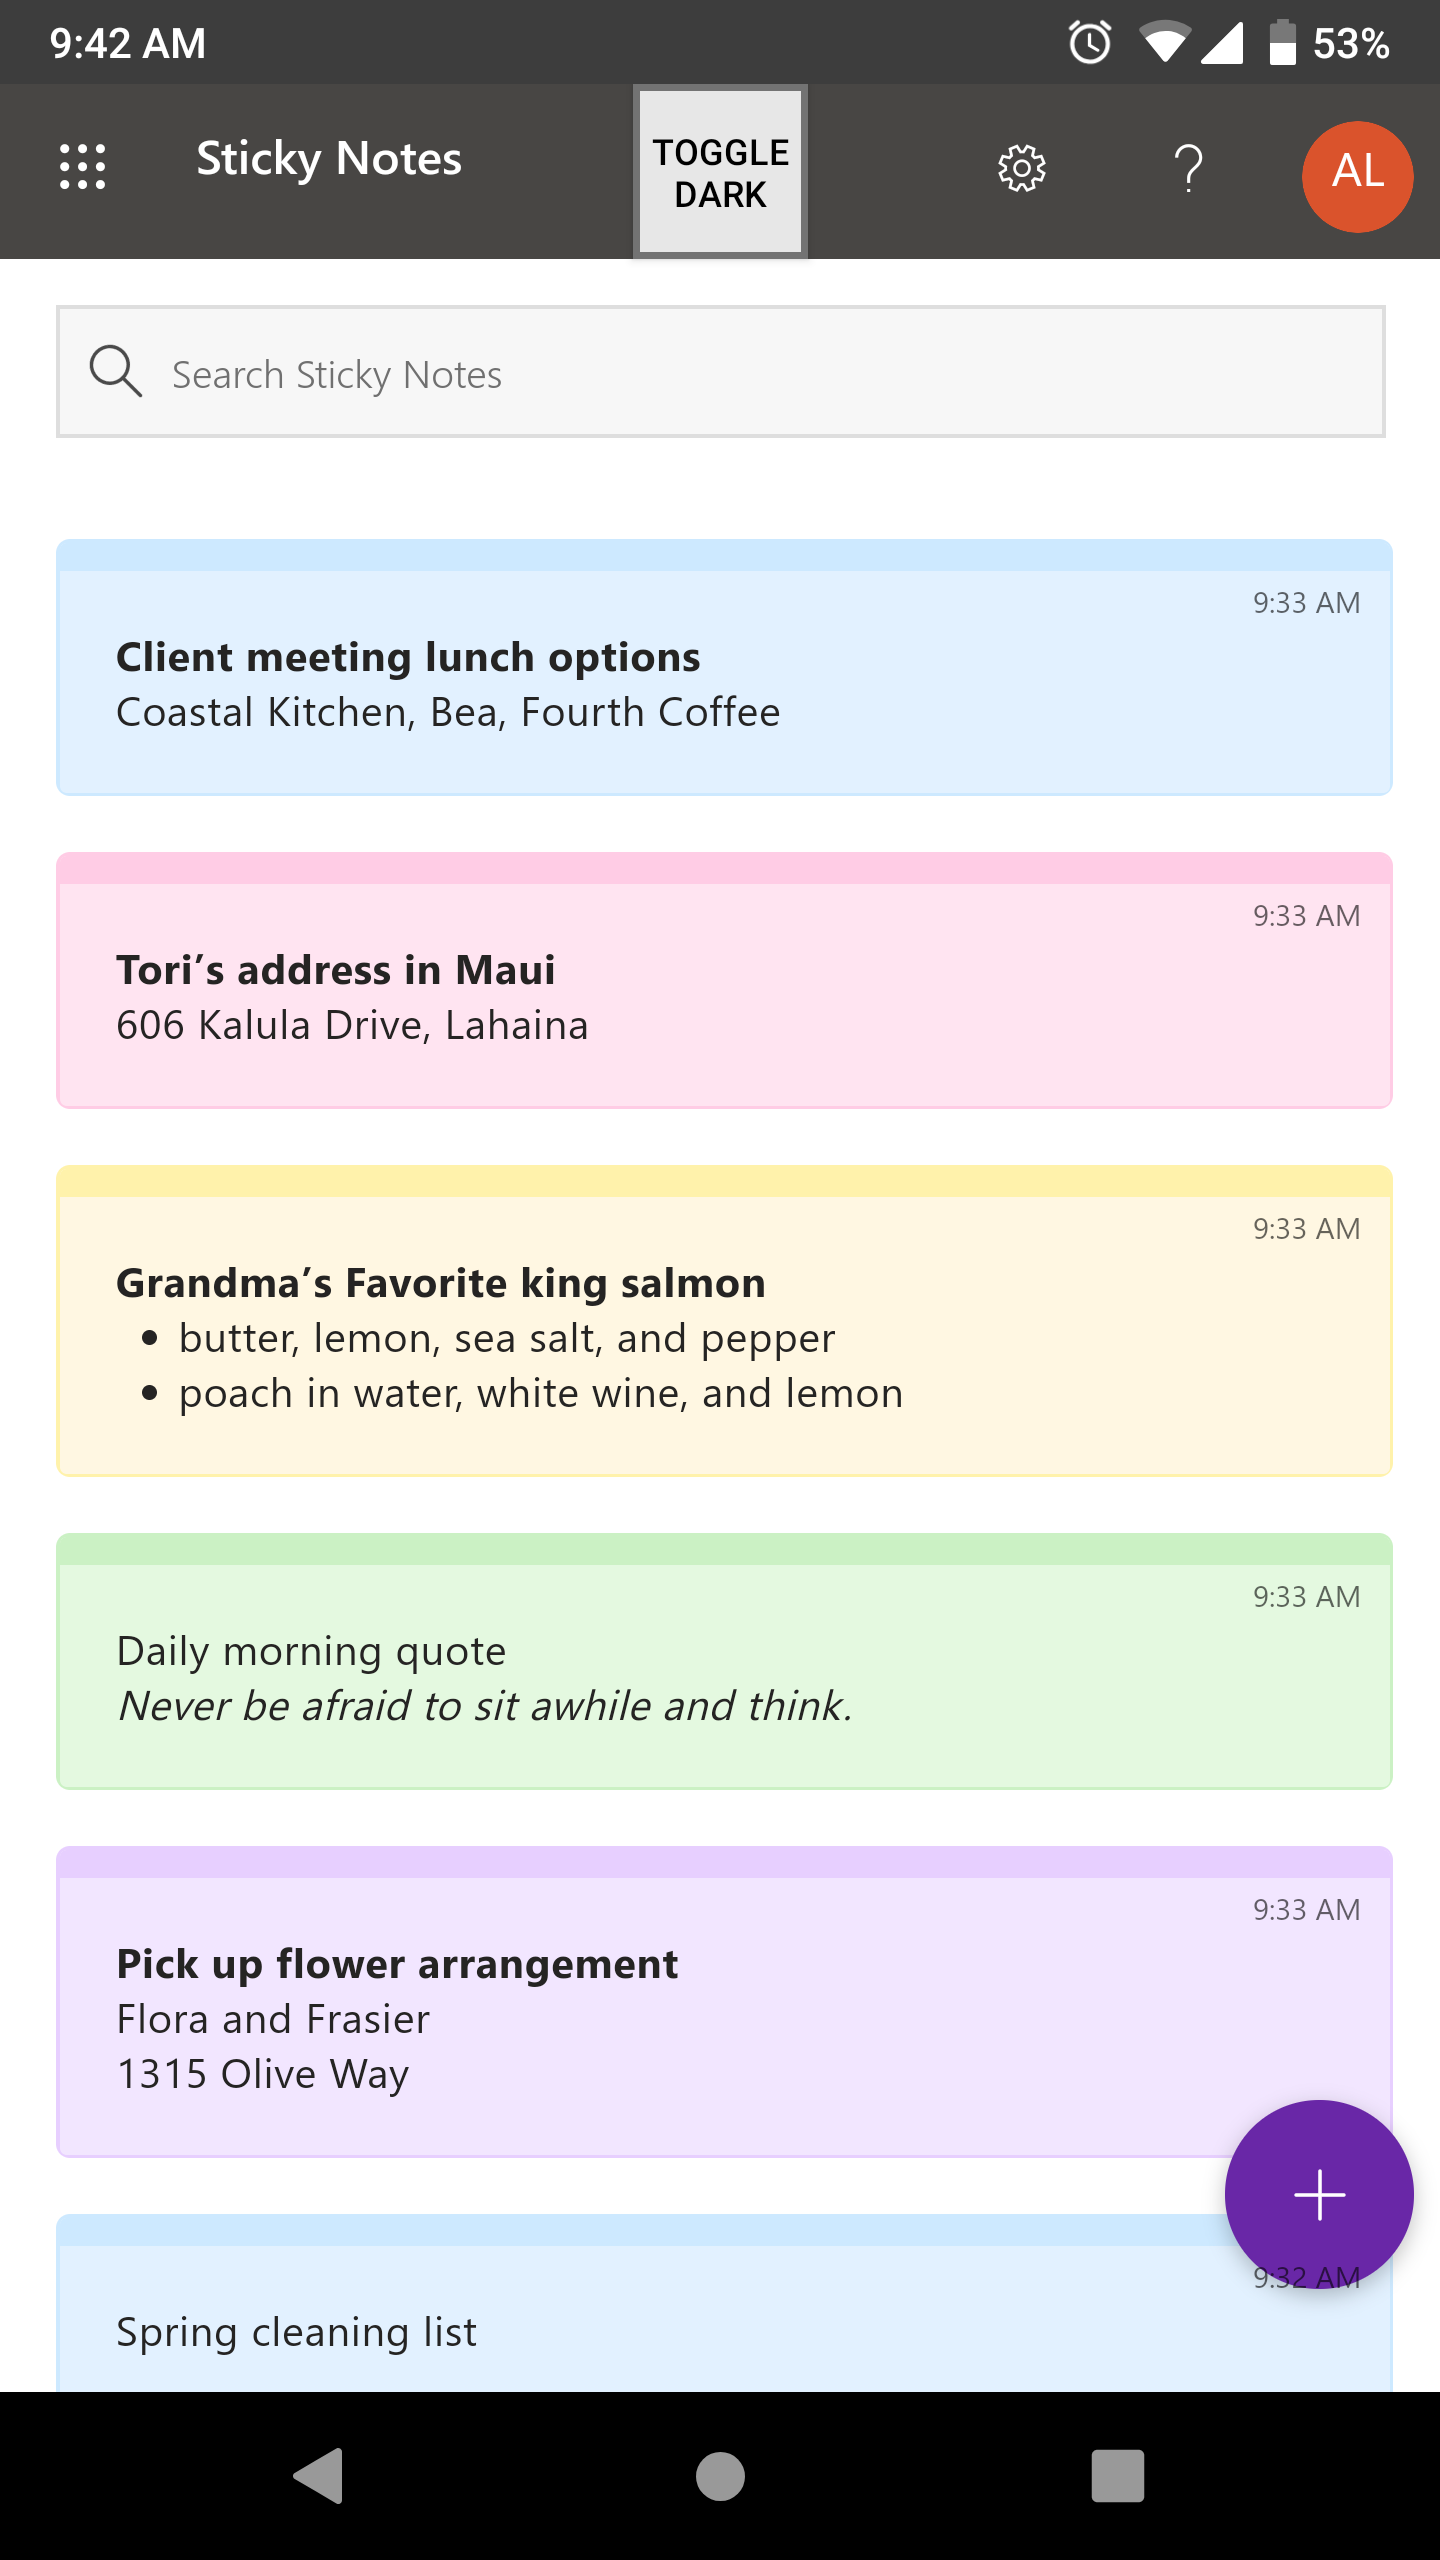 9:42 AM
53%
Sticky Notes
TOGGLE
DARK
AL
Search Sticky Notes
9:33 AM
Client meeting lunch options
Coastal Kitchen, Bea, Fourth Coffee
9:33 AM
Tori’s address in Maui
606 Kalula Drive, Lahaina
9:33 AM
Grandma’s Favorite king salmon
• butter, lemon, sea salt, and pepper
• poach in water, white wine, and lemon
9:33 AM
Daily morning quote
Never be afraid to sit awhile and think.
9:33 AM
Pick up flower arrangement
Flora and Frasier
1315 Olive Way
9:32 AM
Spring cleaning list